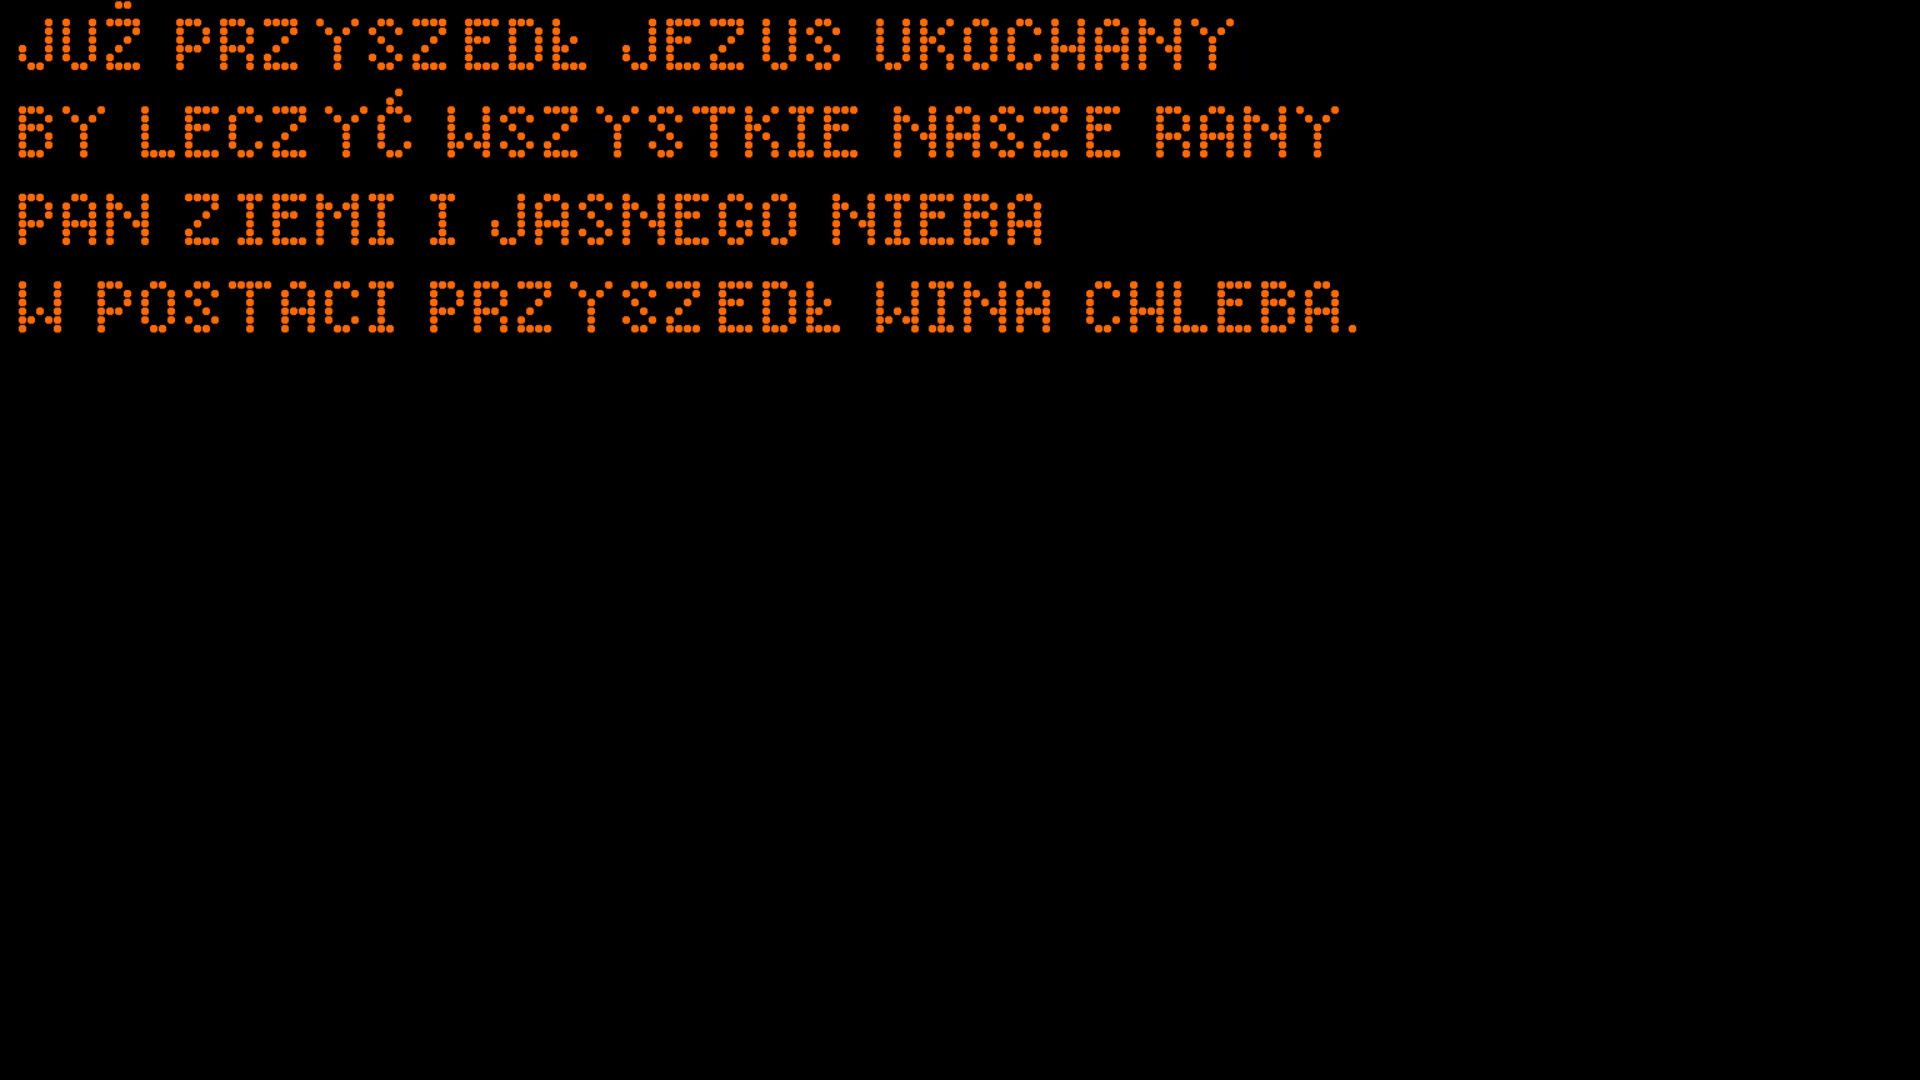 JUŻ PRZYSZEDŁ JEZUS UKOCHANY
BY LECZYĆ WSZYSTKIE NASZE RANY
PAN ZIEMI I JASNEGO NIEBA
W POSTACI PRZYSZEDŁ WINA CHLEBA.